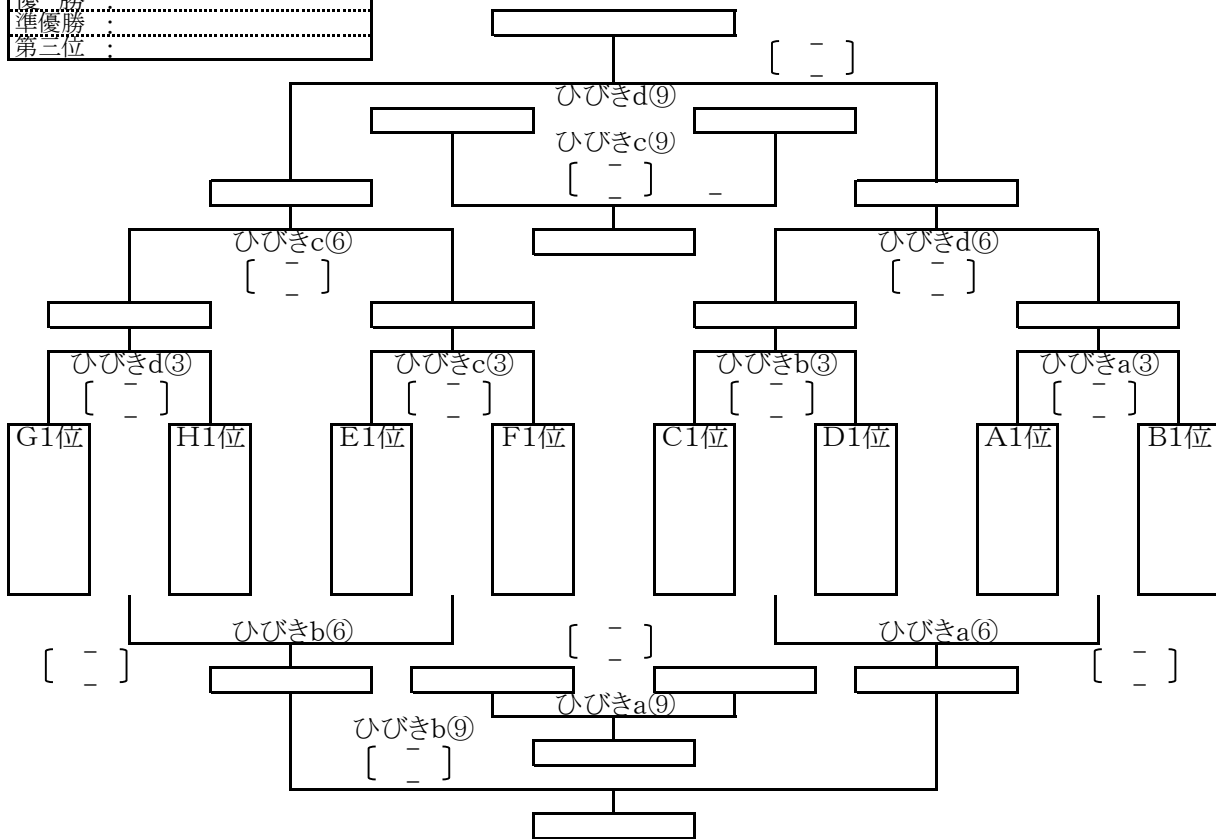 優　勝　：
準優勝　：
第三位　：
－
〔　　〕
－
ひびきd⑨
ひびきc⑨
－
〔　　〕　－
－
ひびきc⑥　ひびきd⑥
－　－
〔　　〕　〔　　〕
－　－
ひびきd③　ひびきc③　ひびきb③　ひびきa③
－　－　－　－
〔　　〕　〔　　〕　〔　　〕　〔　　〕
－　－　－　－
G1位　H1位　E1位　F1位　C1位　D1位　A1位　B1位
ひびきb⑥　ひびきa⑥
－　－　－
〔　　〕　〔　　〕　〔　　〕
－　－　－
ひびきa⑨
ひびきb⑨
－
〔　　〕
－